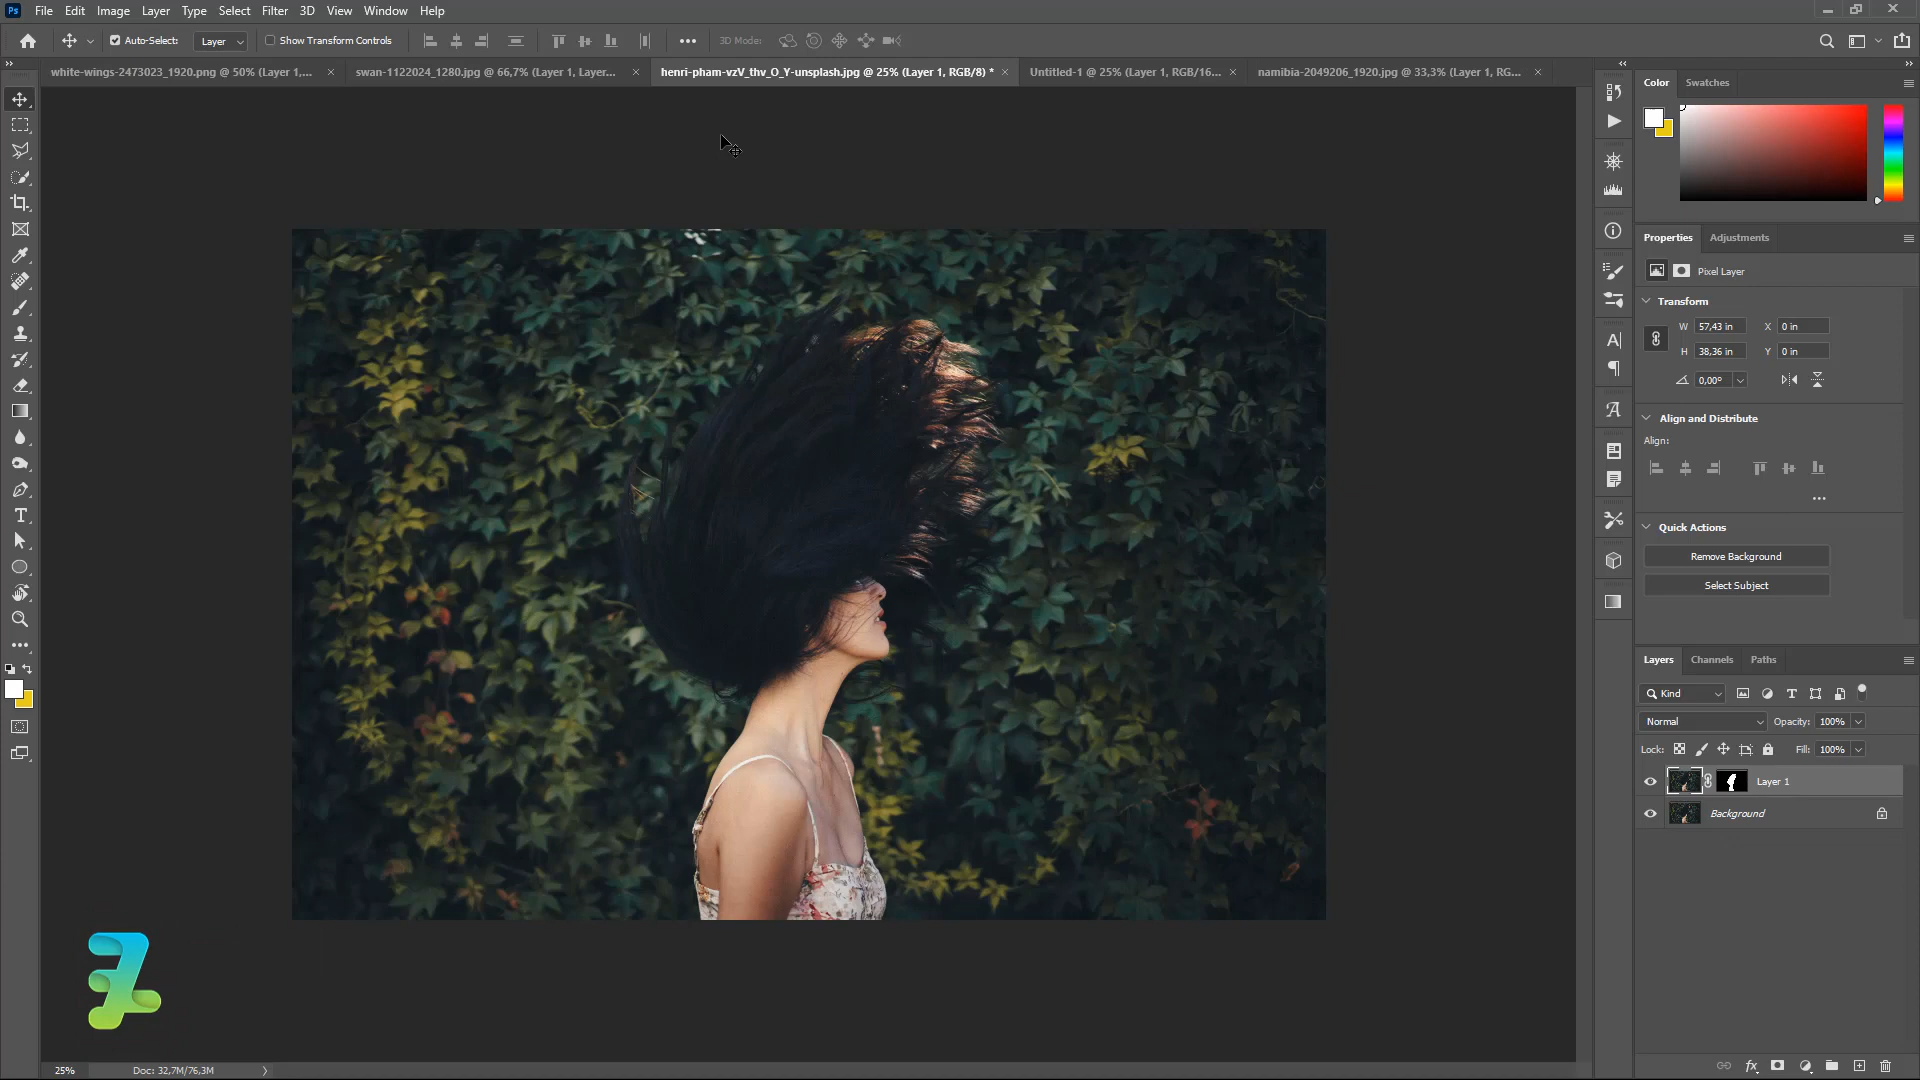 Ps File Edit Image Layer Type Select Filter 3D View Window Help
Auto-Select: Layer Show Transform Controls 3D Mode:
white-wings-2473023_1920.png @ 50% (Layer 1,... swan-1122024_1280.jpg @ 66,7% (Layer 1, Layer... henri-pham-vzV_thv_O_Y-unsplash.jpg @ 25% (Layer 1, RGB/8) * Untitled-1 @ 25% (Layer 1, RGB/16... namibia-2049206_1920.jpg @ 33,3% (Layer 1, RG...
Color Swatches
Properties Adjustments
Pixel Layer
Transform
W 57,43 in X 0 in
H 38,36 in Y 0 in
0,00°
Align and Distribute
Align:
Quick Actions
Remove Background
Select Subject
Layers Channels Paths
Kind
Normal Opacity: 100%
Lock: Fill: 100%
Layer 1
Background
25% Doc: 32,7M/76,3M